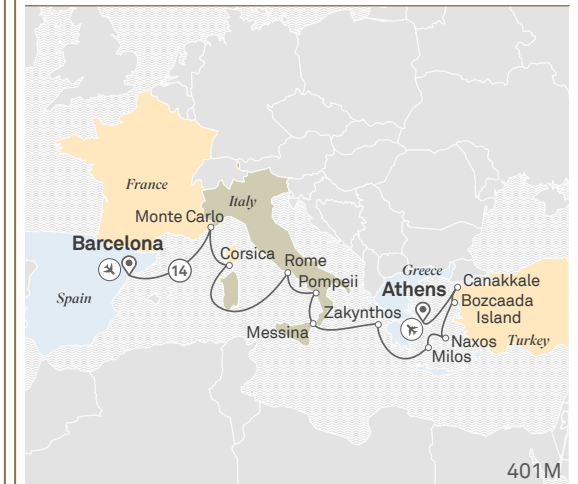 France
Italy
Monte Carlo
Barcelona
Corsica
Rome
14
Greece
Canakkale
Spain
Pompeii
Athens
Bozcaada
Island
Zakynthos
Messina
Naxos
Turkey
Milos
401M